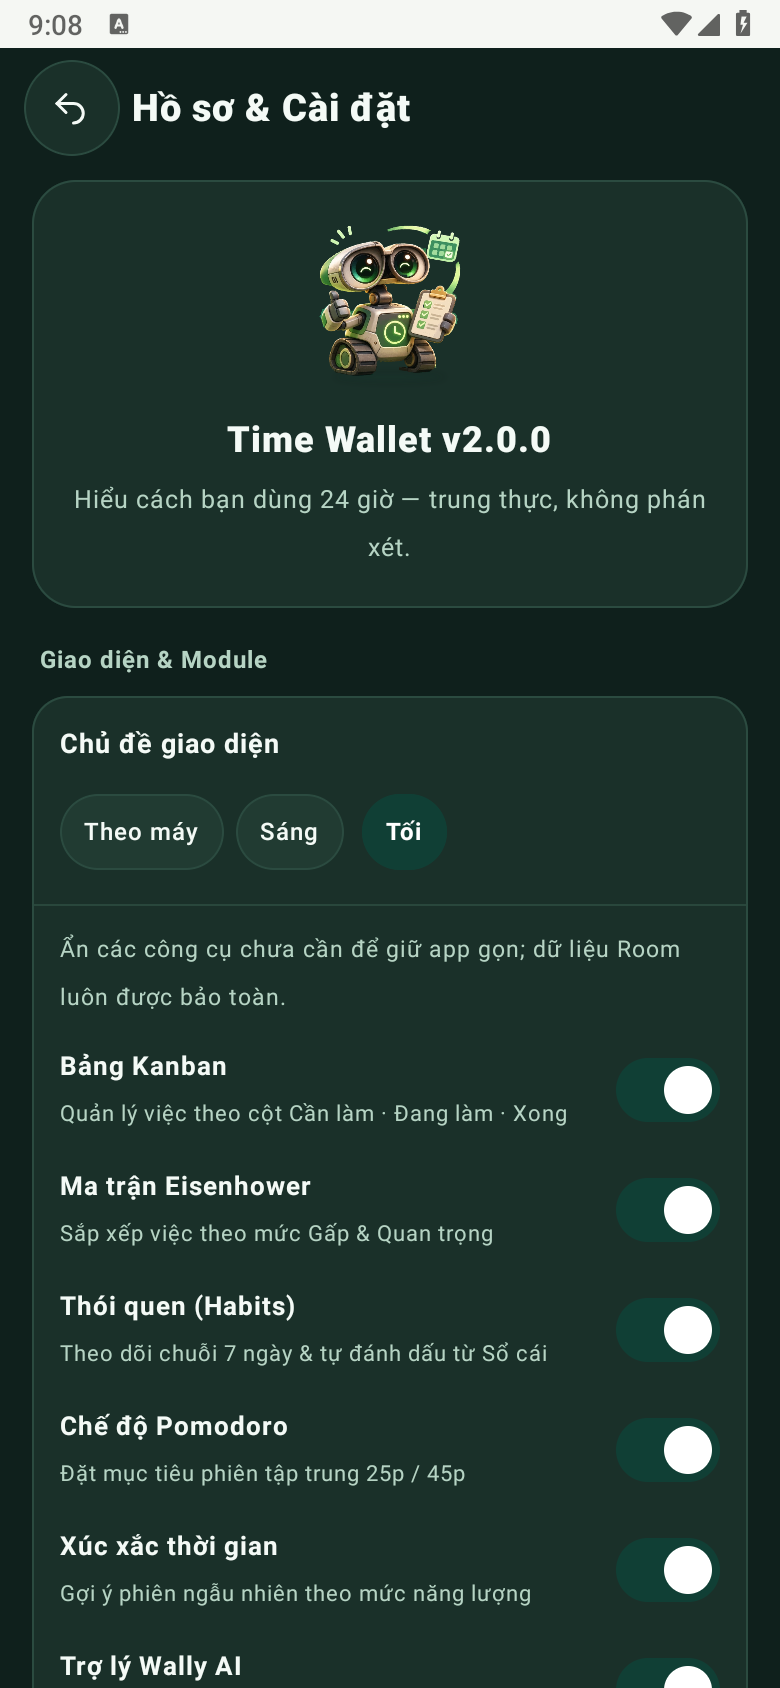 9:08
A
Hồ sơ & Cài đặt
Time Wallet v2.0.0
Hiểu cách bạn dùng 24 giờ — trung thực, không phán
xét.
Giao diện & Module
Chủ đề giao diện
Theo máy Sáng Tối
Ẩn các công cụ chưa cần để giữ app gọn; dữ liệu Room
luôn được bảo toàn.
Bảng Kanban
Quản lý việc theo cột Cần làm · Đang làm · Xong
Ma trận Eisenhower
Sắp xếp việc theo mức Gấp & Quan trọng
Thói quen (Habits)
Theo dõi chuỗi 7 ngày & tự đánh dấu từ Sổ cái
Chế độ Pomodoro
Đặt mục tiêu phiên tập trung 25p / 45p
Xúc xắc thời gian
Gợi ý phiên ngẫu nhiên theo mức năng lượng
Trợ lý Wally AI